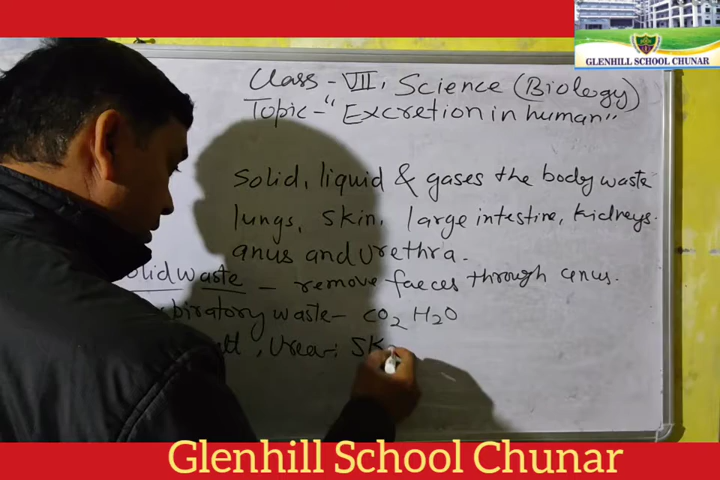 GLENHILL SCHOOL CHUNAR
Class - VII, Science (Biology)
Topic - "Excretion in human"
Solid, liquid & gases the body waste
lungs, skin, large intestine, kidneys.
anus and urethra.
olid waste - remove faeces through anus.
biratory waste - CO2 H2O
, Urea: SK
Glenhill School Chunar